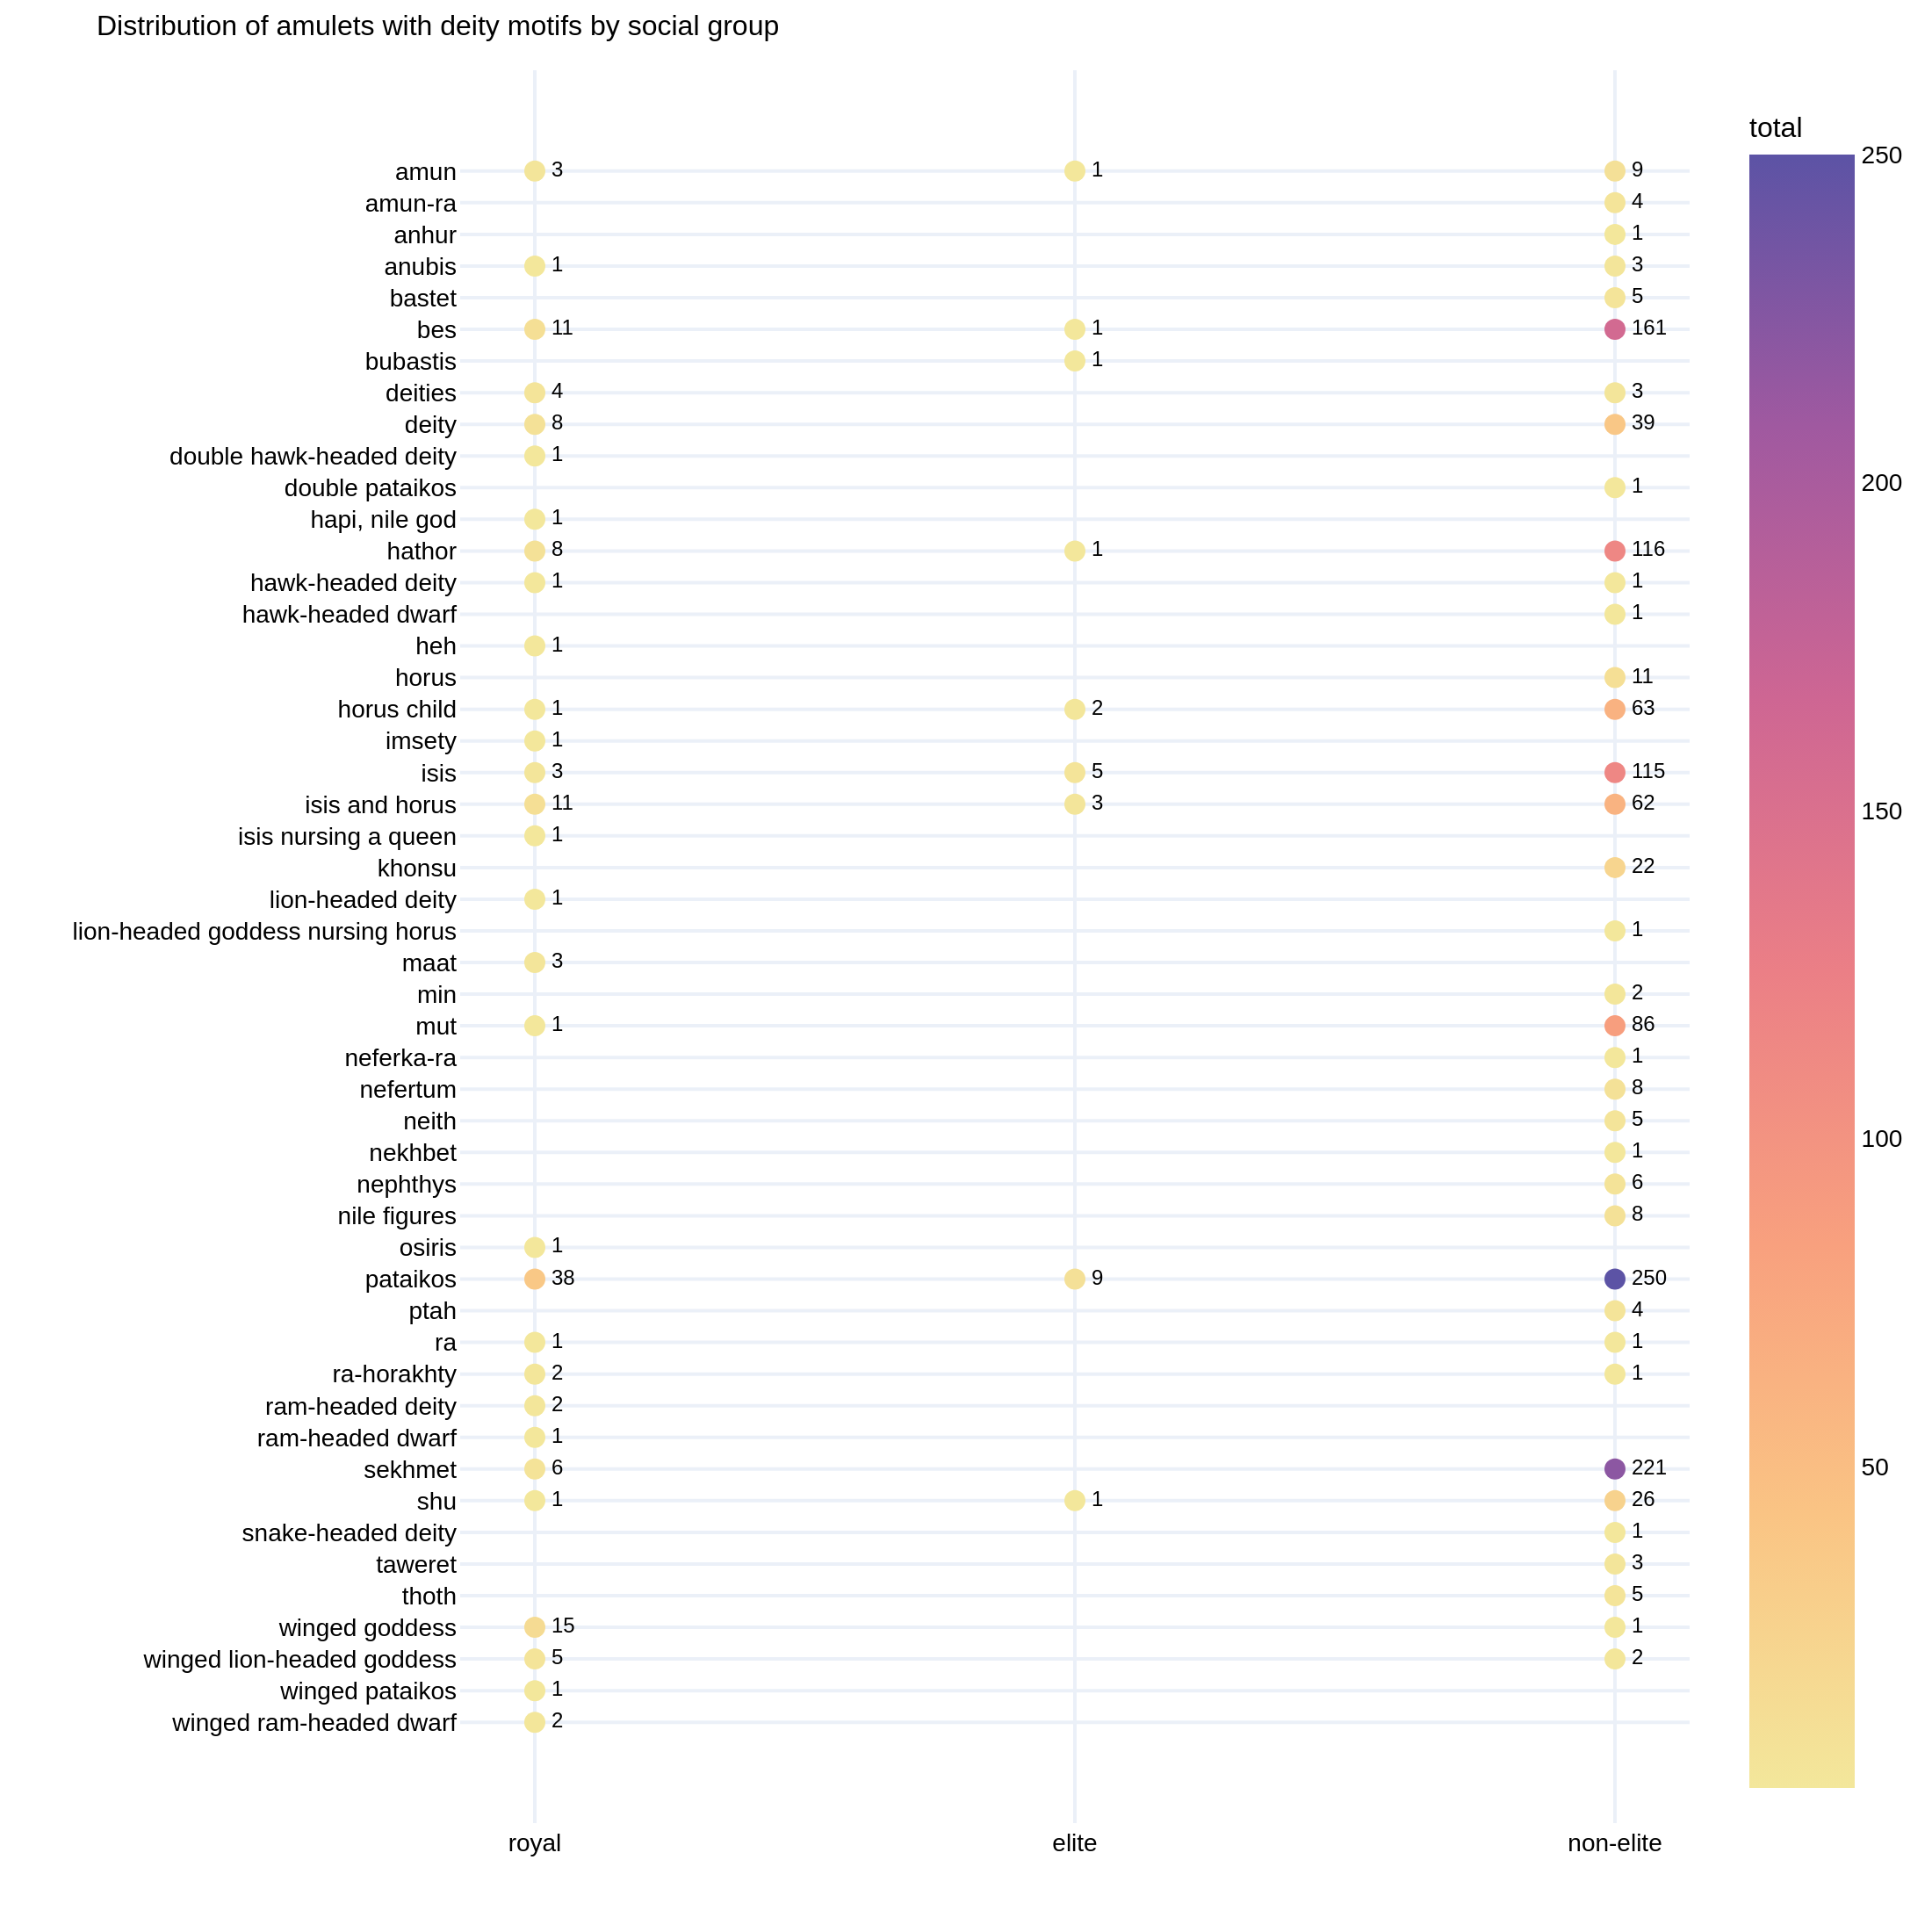 Distribution of amulets with deity motifs by social group
total
250
200
150
100
50
amun 3 1 9
amun-ra 4
anhur 1
anubis 1 3
bastet 5
bes 11 1 161
bubastis 1
deities 4 3
deity 8 39
double hawk-headed deity 1
double pataikos 1
hapi, nile god 1
hathor 8 1 116
hawk-headed deity 1 1
hawk-headed dwarf 1
heh 1
horus 11
horus child 1 2 63
imsety 1
isis 3 5 115
isis and horus 11 3 62
isis nursing a queen 1
khonsu 22
lion-headed deity 1
lion-headed goddess nursing horus 1
maat 3
min 2
mut 1 86
neferka-ra 1
nefertum 8
neith 5
nekhbet 1
nephthys 6
nile figures 8
osiris 1
pataikos 38 9 250
ptah 4
ra 1 1
ra-horakhty 2 1
ram-headed deity 2
ram-headed dwarf 1
sekhmet 6 221
shu 1 1 26
snake-headed deity 1
taweret 3
thoth 5
winged goddess 15 1
winged lion-headed goddess 5 2
winged pataikos 1
winged ram-headed dwarf 2
royal elite non-elite